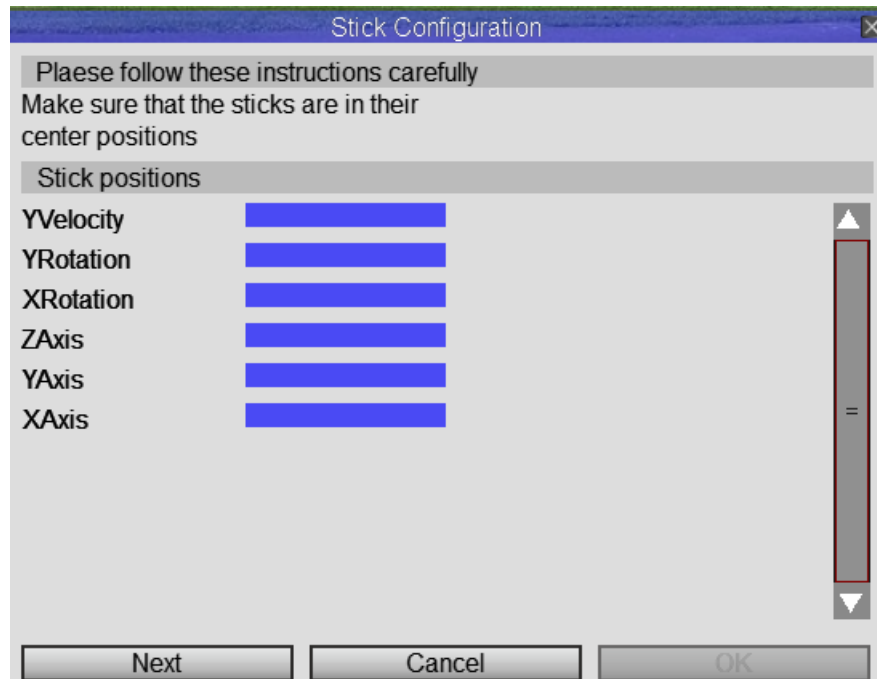 Stick Configuration
Plaese follow these instructions carefully
Make sure that the sticks are in their
center positions
Stick positions
YVelocity
YRotation
XRotation
ZAxis
YAxis
XAxis
Next Cancel OK